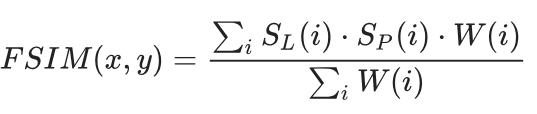 FSIM(x, y) = \frac{\sum_i S_L(i) \cdot S_P(i) \cdot W(i)}{\sum_i W(i)}